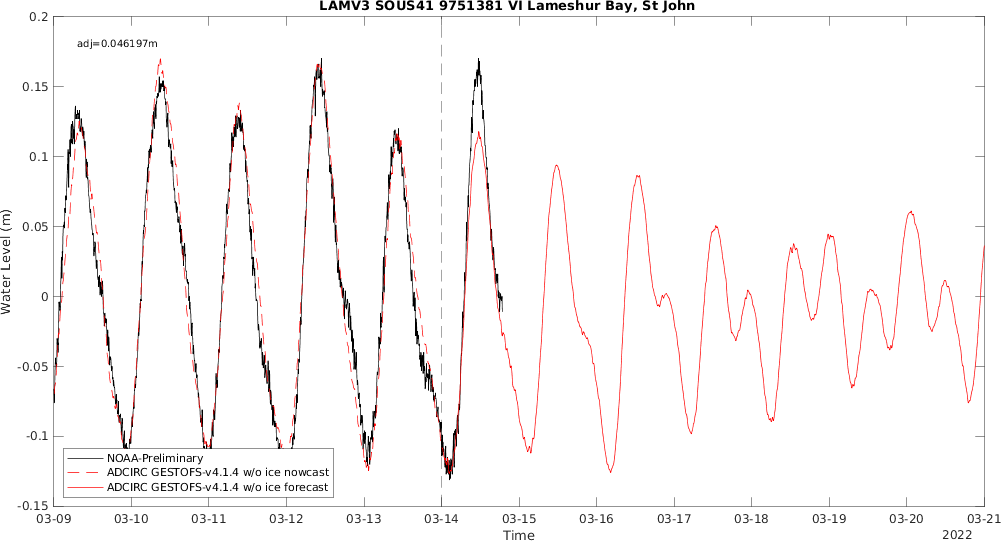 LAMV3 SOUS41 9751381 VI Lameshur Bay, St John
adj=0.046197m
0.2
0.15
0.1
0.05
0
-0.05
-0.1
-0.15
Water Level (m)
NOAA-Preliminary
ADCIRC GESTOFS-v4.1.4 w/o ice nowcast
ADCIRC GESTOFS-v4.1.4 w/o ice forecast
03-09 03-10 03-11 03-12 03-13 03-14 03-15 03-16 03-17 03-18 03-19 03-20 03-21
Time
2022